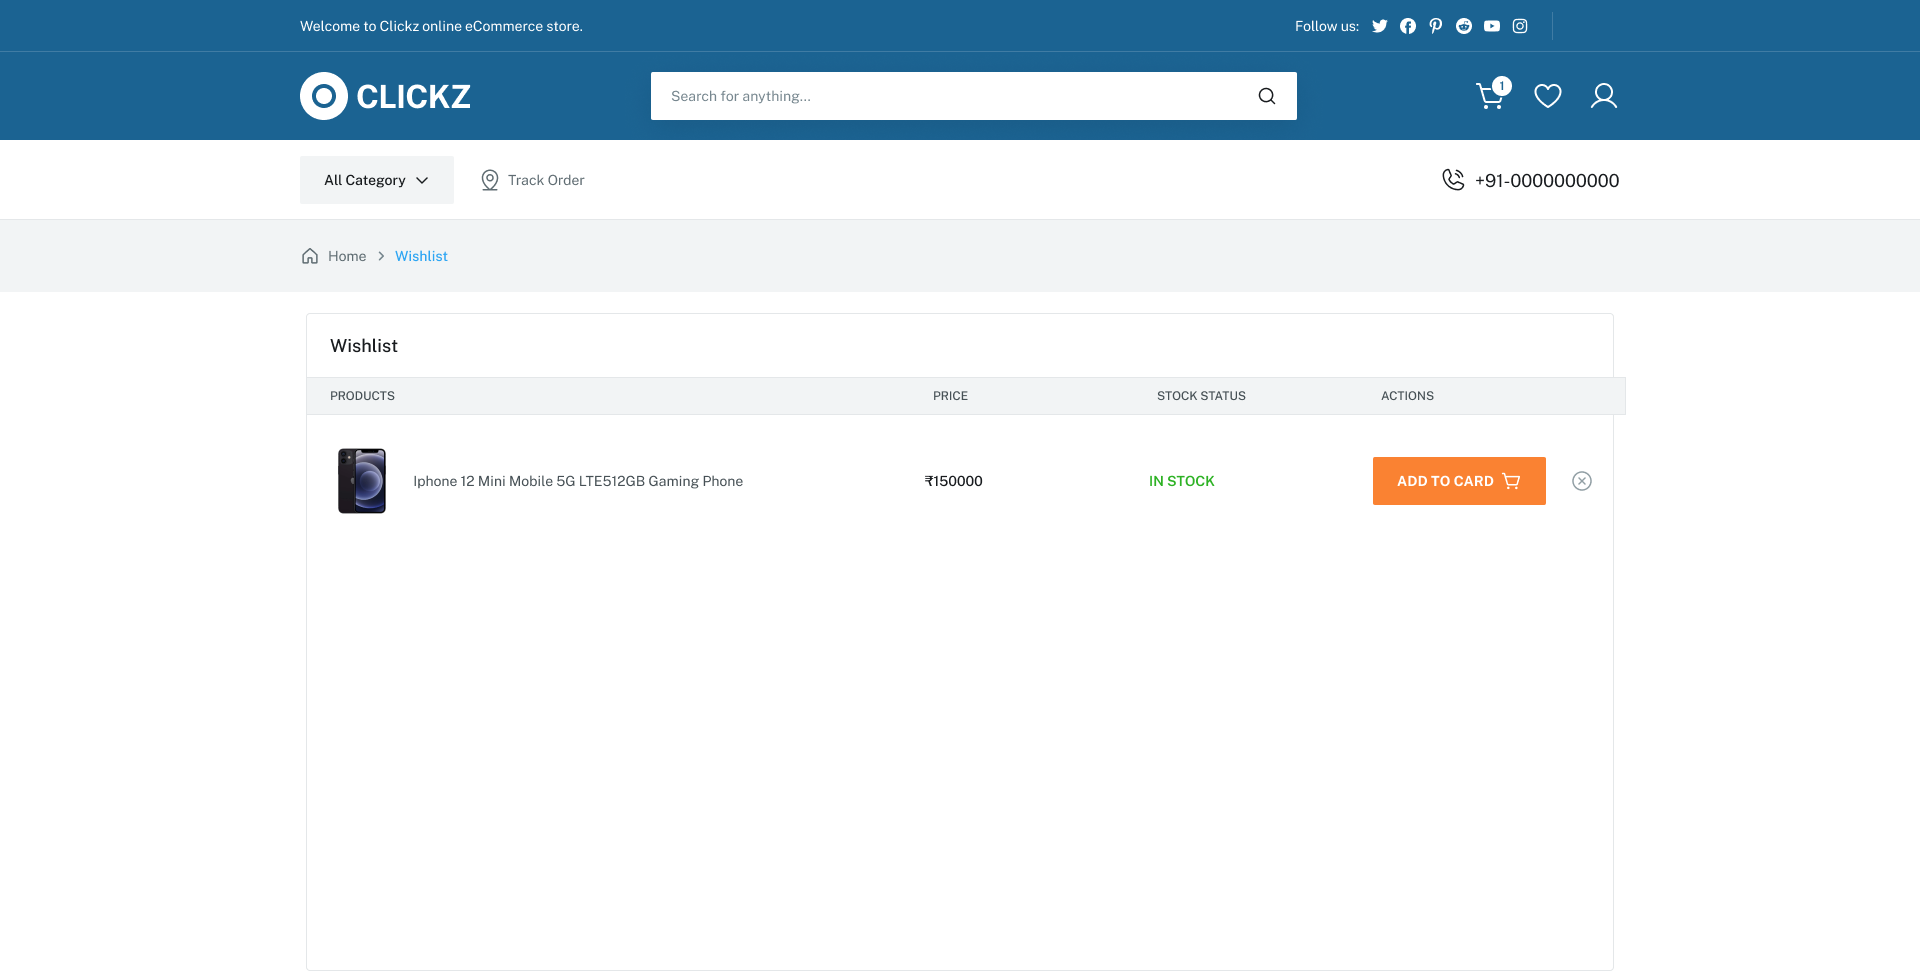 Welcome to Clickz online eCommerce store.
Follow us:
CLICKZ
Search for anything...
1
All Category
Track Order
+91-0000000000
Home
Wishlist
Wishlist
PRODUCTS PRICE STOCK STATUS ACTIONS
Iphone 12 Mini Mobile 5G LTE512GB Gaming Phone ₹150000 IN STOCK ADD TO CARD